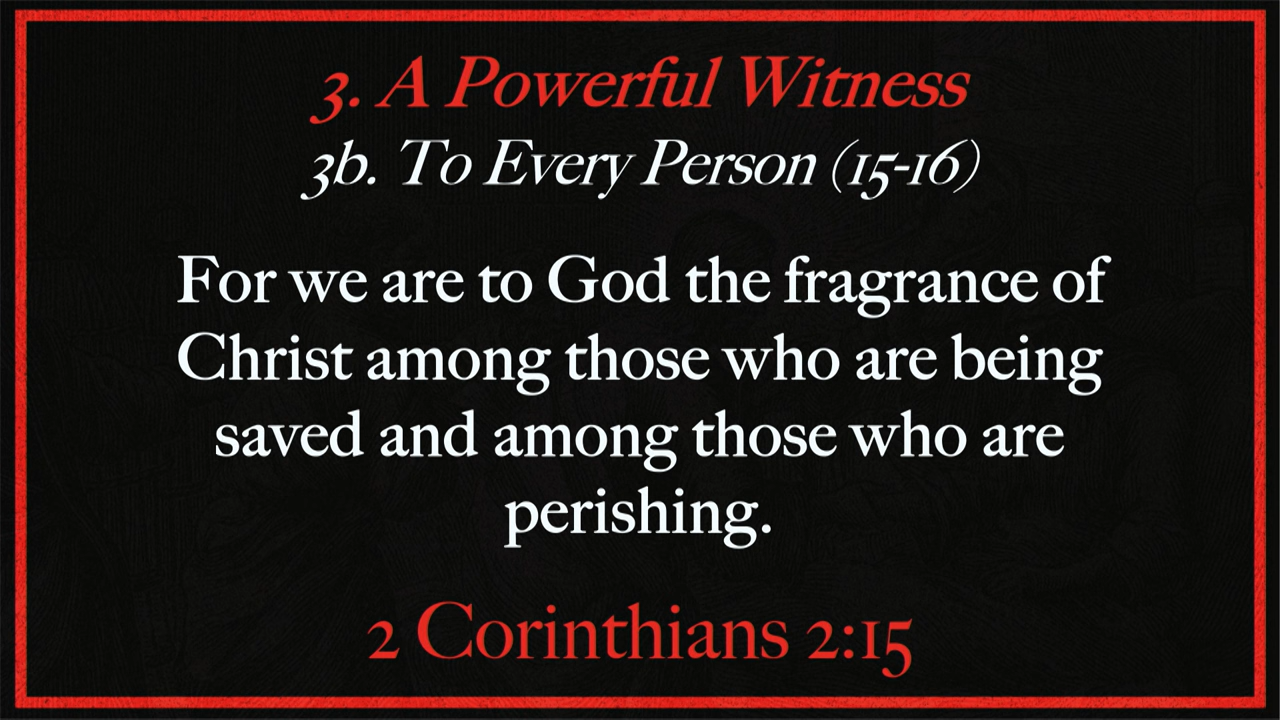 3. A Powerful Witness
3b. To Every Person (15-16)
For we are to God the fragrance of
Christ among those who are being
saved and among those who are
perishing.
2 Corinthians 2:15